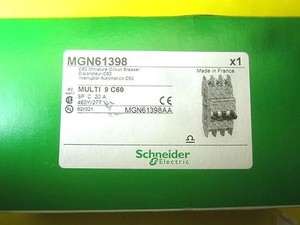 MGN61398
x1
C60 Miniature Circuit Breaker
Disjoncteur C60
Interruptor Automatico C60
Made in France
MULTI 9 C60
3P C 20 A
480Y/277
MGN61398AA
Schneider
Electric